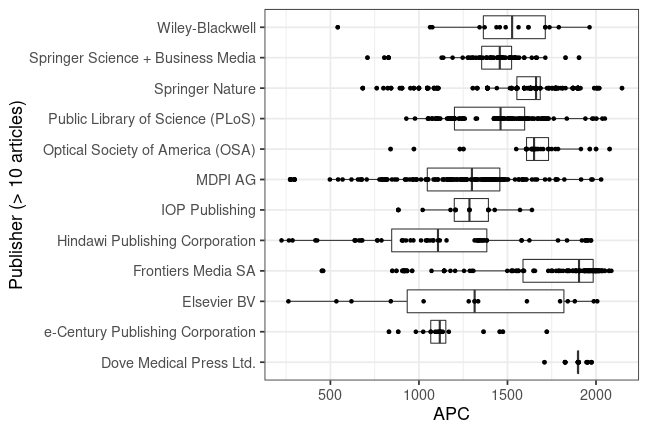 Publisher (> 10 articles)
Wiley-Blackwell
Springer Science + Business Media
Springer Nature
Public Library of Science (PLoS)
Optical Society of America (OSA)
MDPI AG
IOP Publishing
Hindawi Publishing Corporation
Frontiers Media SA
Elsevier BV
e-Century Publishing Corporation
Dove Medical Press Ltd.
500 1000 1500 2000
APC